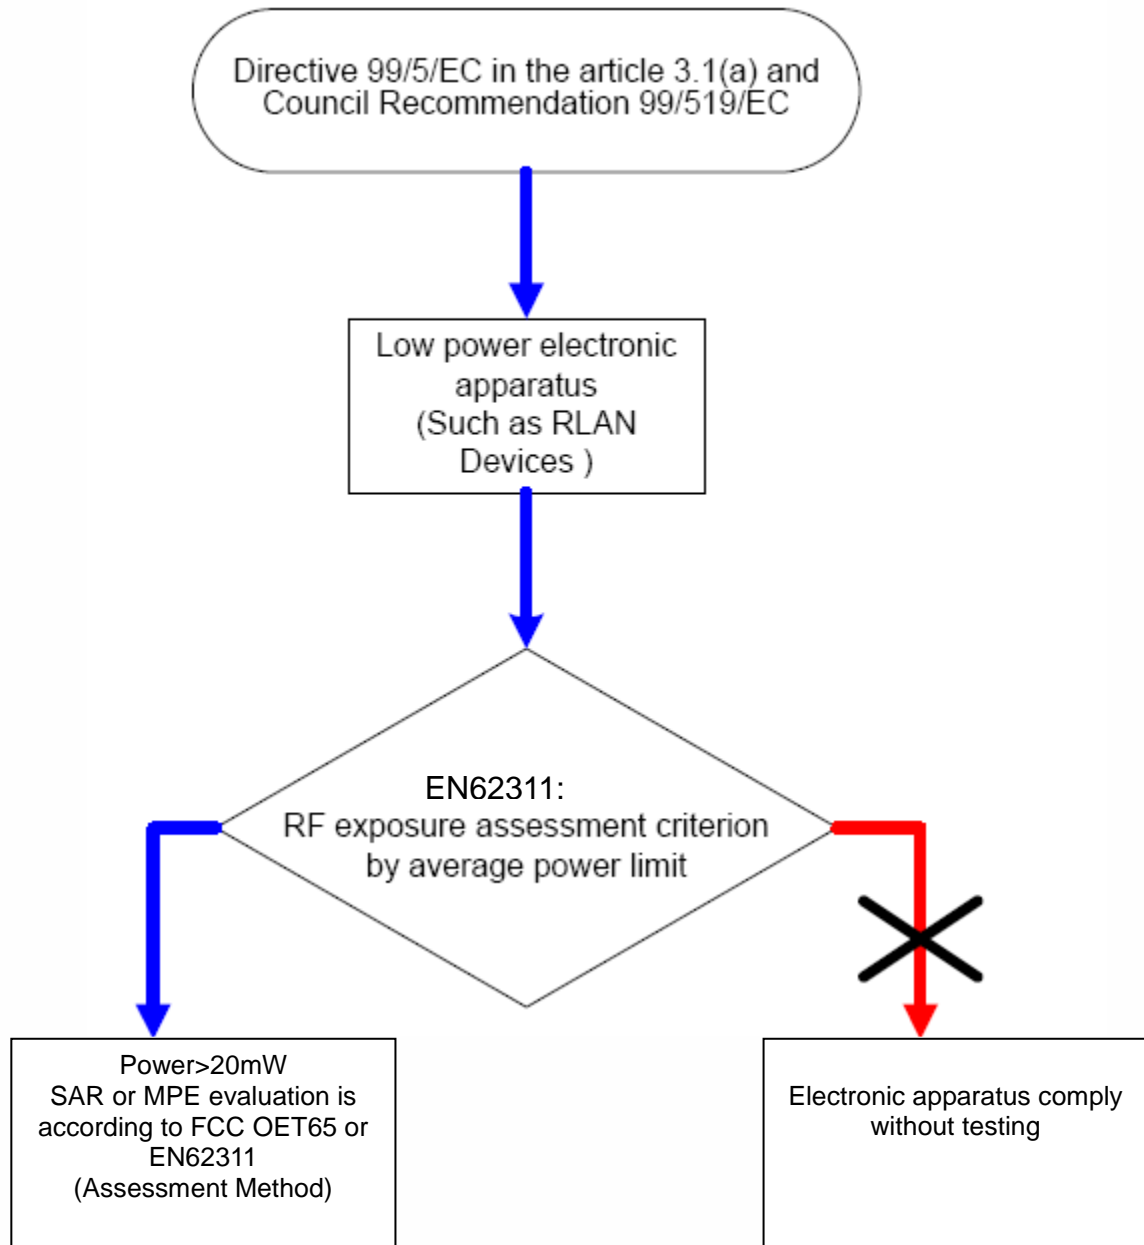 Directive 99/5/EC in the article 3.1(a) and
Council Recommendation 99/519/EC
Low power electronic
apparatus
(Such as RLAN
Devices )
EN62311:
RF exposure assessment criterion
by average power limit
Power>20mW
SAR or MPE evaluation is
according to FCC OET65 or
EN62311
(Assessment Method)
Electronic apparatus comply
without testing